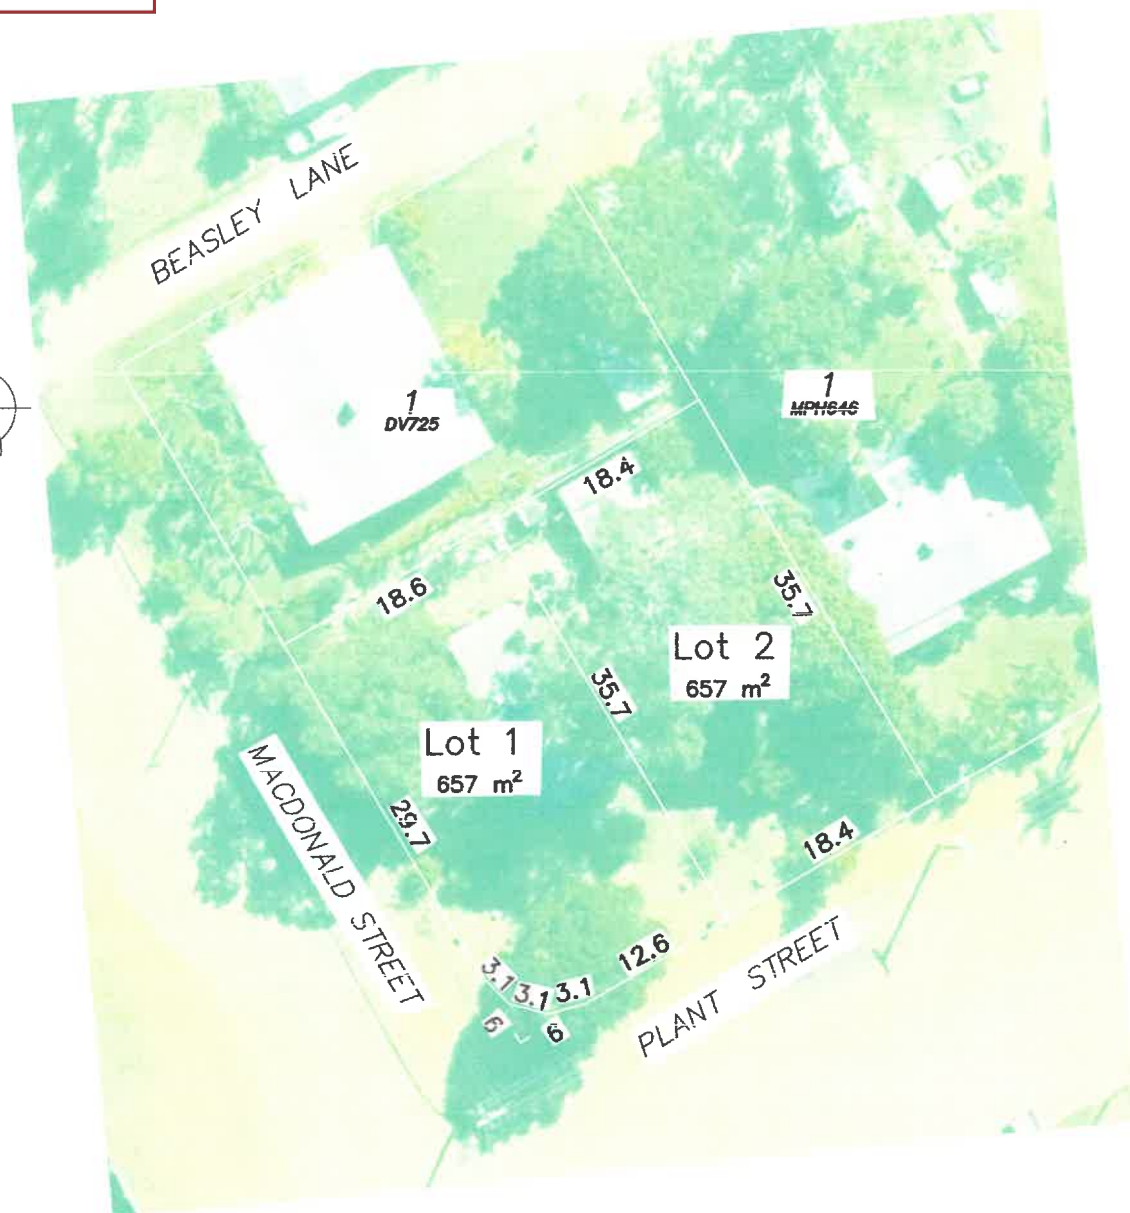 BEASLEY LANE
1
DV725
1
MPH646
18.4
18.6
35.7
Lot 2
657 m²
35.7
Lot 1
657 m²
MACDONALD STREET
29.7
18.4
12.6
3.1
3.1
3.1
6
6
PLANT STREET